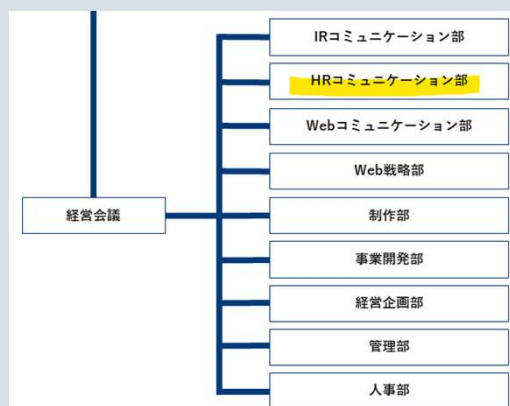 IRコミュニケーション部
HRコミュニケーション部
Webコミュニケーション部
Web戦略部
経営会議
制作部
事業開発部
経営企画部
管理部
人事部